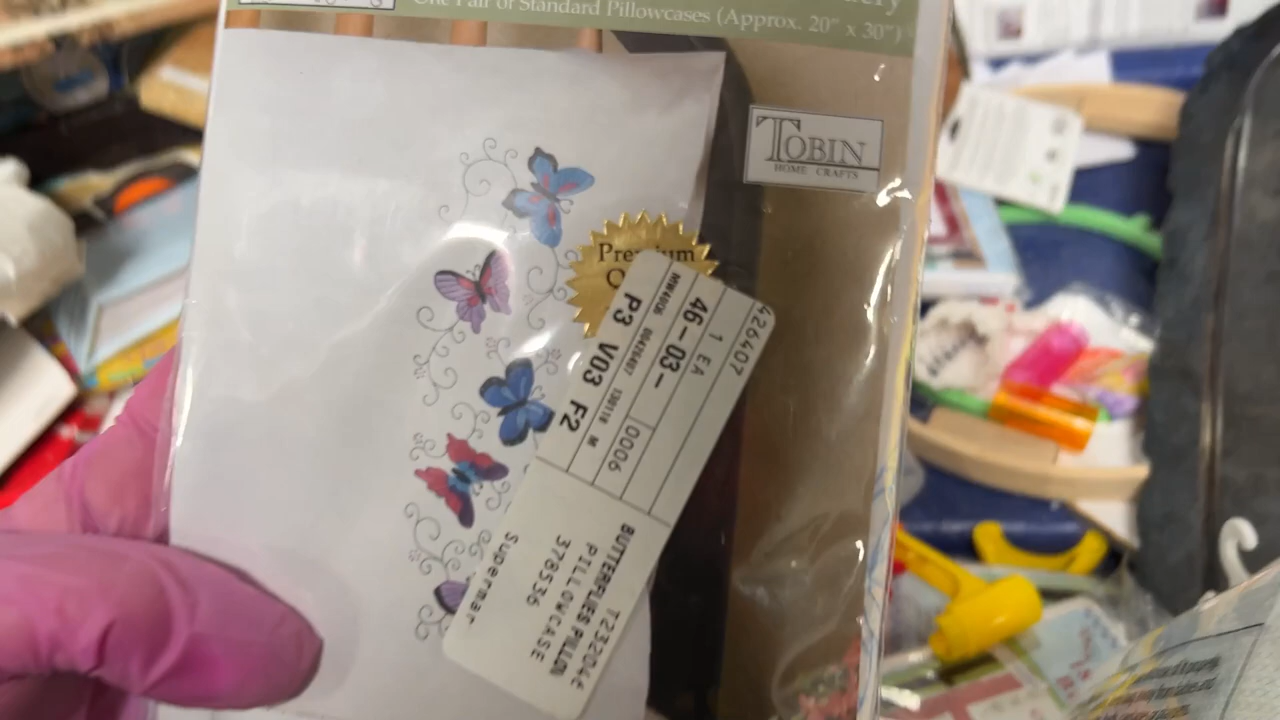 One Pair of Standard Pillowcases (Approx. 20" x 30")
TOBIN
HOME CRAFTS
Premium
426407
1 EA
46-03-
0006
P3 V03 F2
T232046
BUTTERFLIES PILLOW
PILLOWCASE
378536
Supermar